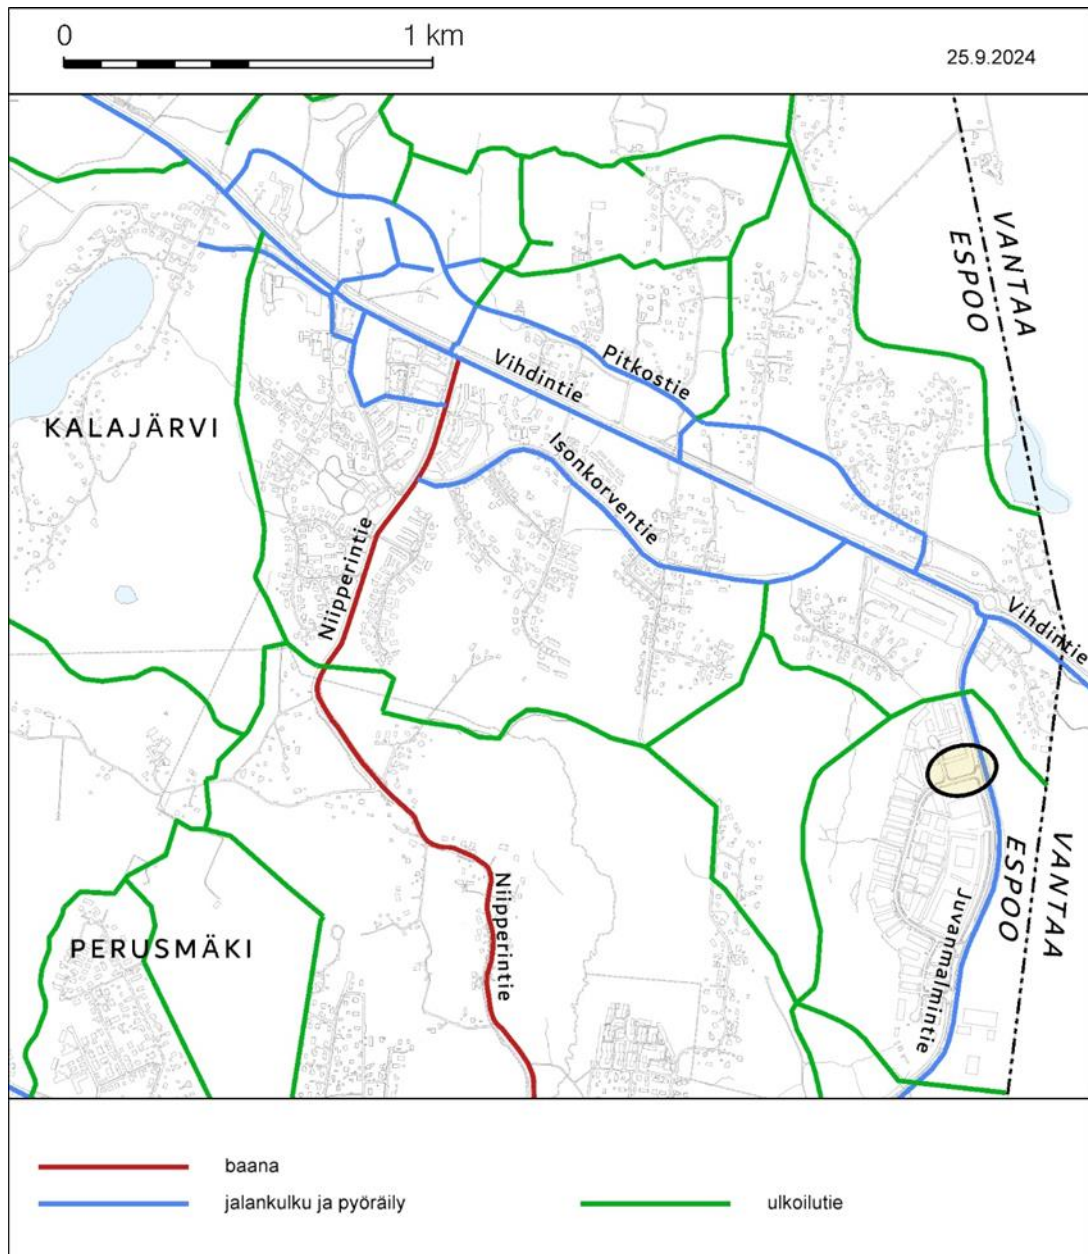 0 1 km
25.9.2024
VANTAA
ESPOO
Pitkostie
Vihdintie
KALAJÄRVI
Isonkorventie
Niipperintie
Vihdintie
ESPOO
VANTAA
Niipperintie
Juvanmalmintie
PERUSMÄKI
baana
jalankulku ja pyöräily
ulkoilutie